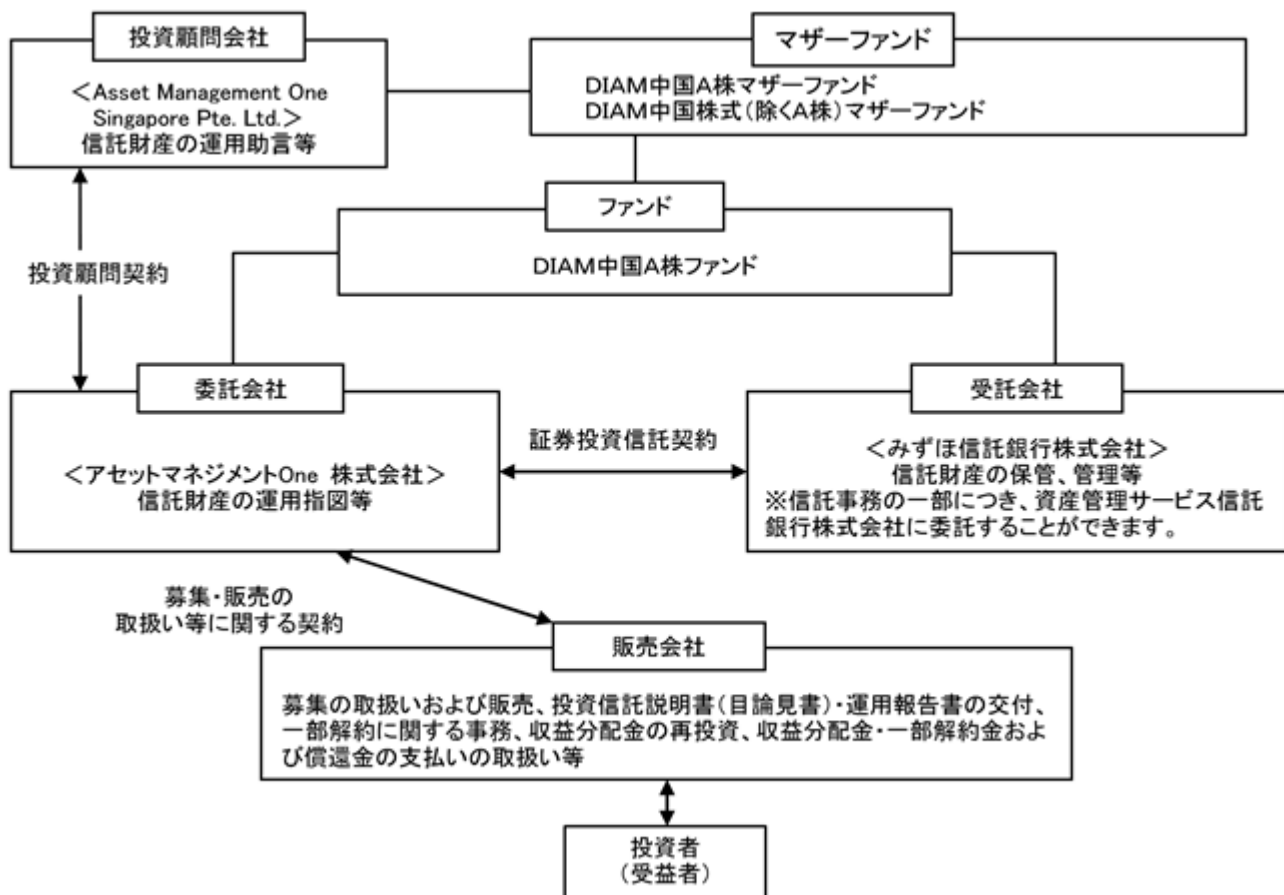 投資顧問会社
＜Asset Management One
Singapore Pte. Ltd.＞
信託財産の運用助言等
マザーファンド
DIAM中国A株マザーファンド
DIAM中国株式(除くA株)マザーファンド
ファンド
DIAM中国A株ファンド
投資顧問契約
委託会社
＜アセットマネジメントOne 株式会社＞
信託財産の運用指図等
証券投資信託契約
受託会社
＜みずほ信託銀行株式会社＞
信託財産の保管、管理等
※信託事務の一部につき、資産管理サービス信託
銀行株式会社に委託することができます。
募集・販売の
取扱い等に関する契約
販売会社
募集の取扱いおよび販売、投資信託説明書(目論見書)・運用報告書の交付、
一部解約に関する事務、収益分配金の再投資、収益分配金・一部解約金およ
び償還金の支払いの取扱い等
投資者
(受益者)